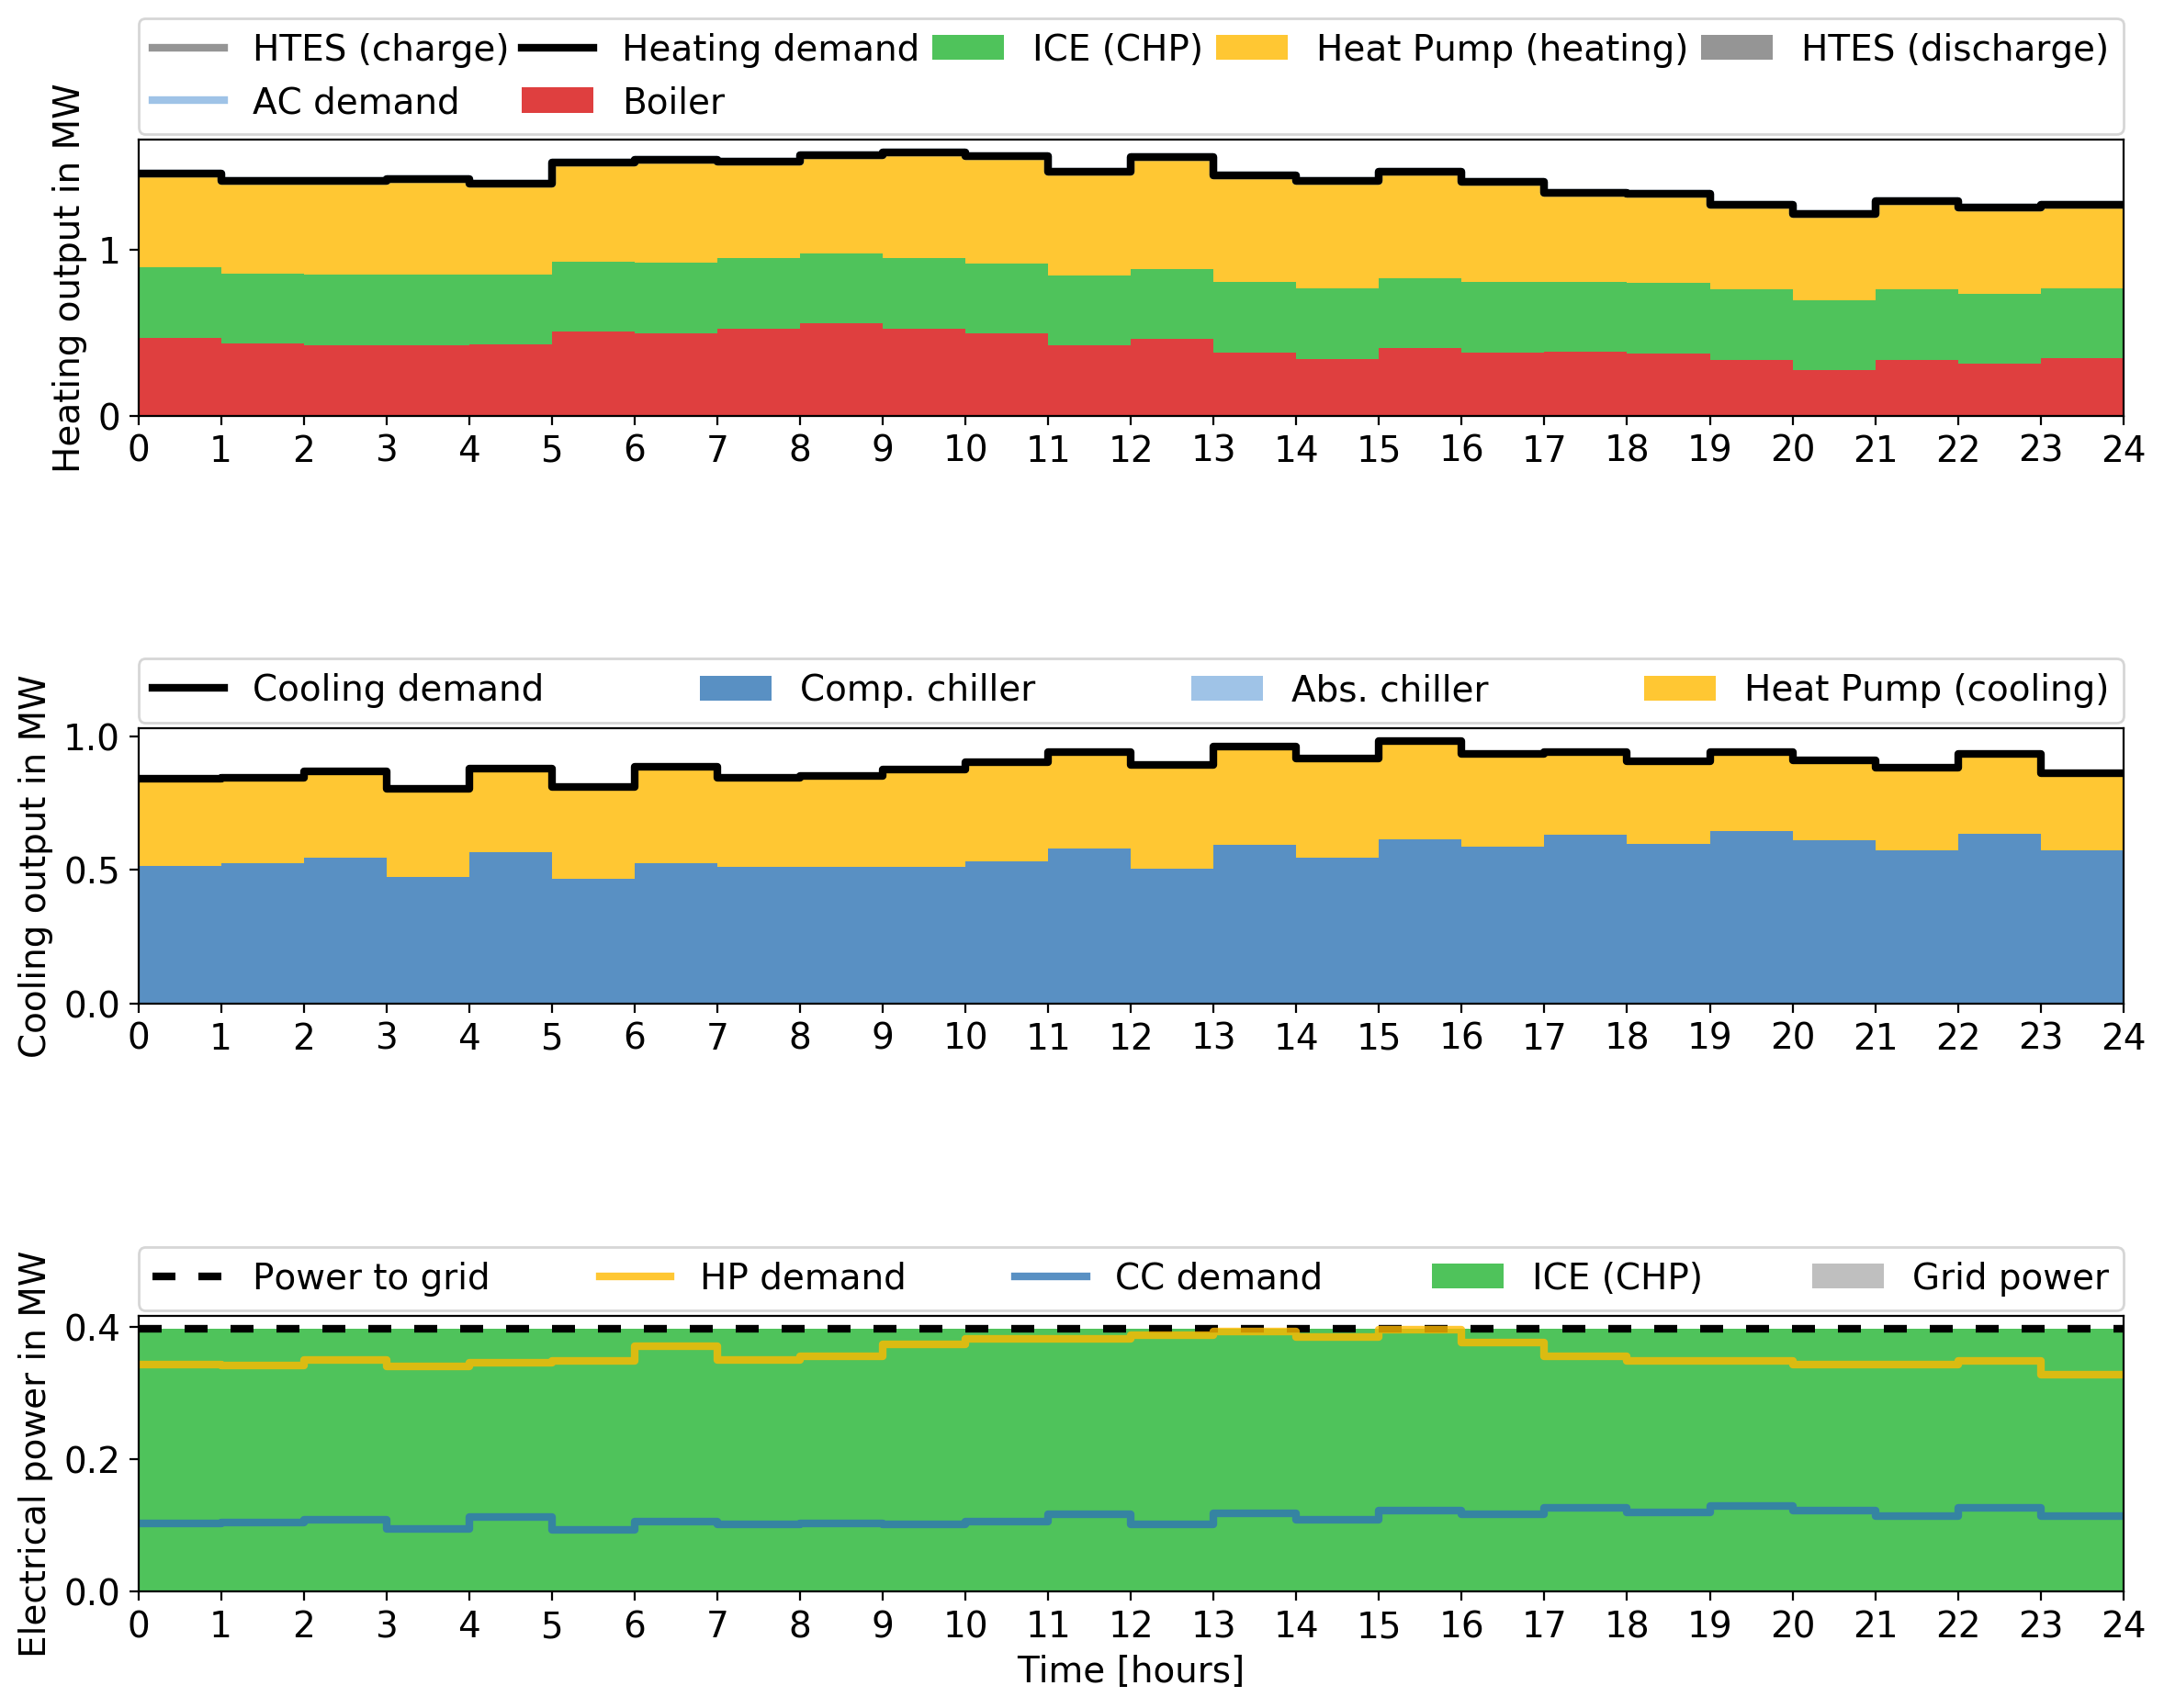 HTES (charge) Heating demand ICE (CHP) Heat Pump (heating) HTES (discharge)
AC demand Boiler
Heating output in MW
1
0
0 1 2 3 4 5 6 7 8 9 10 11 12 13 14 15 16 17 18 19 20 21 22 23 24
Cooling demand Comp. chiller Abs. chiller Heat Pump (cooling)
Cooling output in MW
1.0
0.5
0.0
0 1 2 3 4 5 6 7 8 9 10 11 12 13 14 15 16 17 18 19 20 21 22 23 24
Power to grid HP demand CC demand ICE (CHP) Grid power
Electrical power in MW
0.4
0.2
0.0
0 1 2 3 4 5 6 7 8 9 10 11 12 13 14 15 16 17 18 19 20 21 22 23 24
Time [hours]